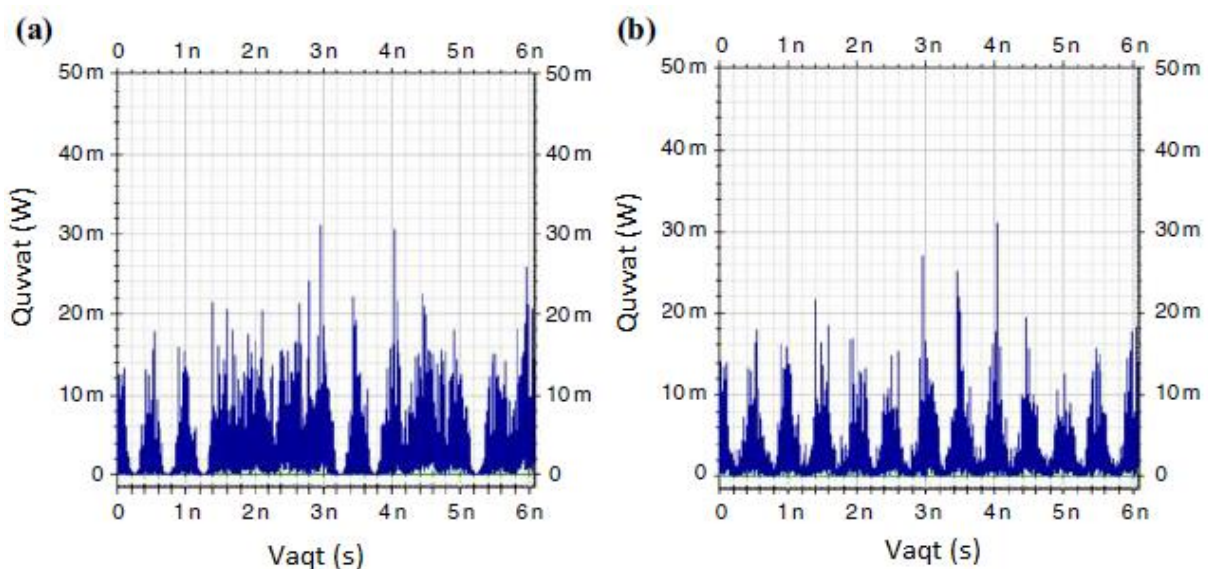 (a)
0 1n 2n 3n 4n 5n 6n
50m 50m
40m 40m
30m 30m
20m 20m
10m 10m
0 0
Quvvat (W)
0 1n 2n 3n 4n 5n 6n
Vaqt (s)
(b)
0 1n 2n 3n 4n 5n 6n
50m 50m
40m 40m
30m 30m
20m 20m
10m 10m
0 0
Quvvat (W)
0 1n 2n 3n 4n 5n 6n
Vaqt (s)